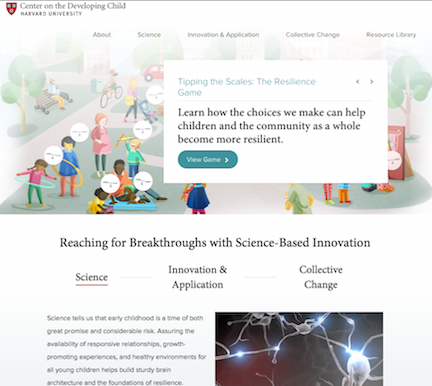 Center on the Developing Child
HARVARD UNIVERSITY
About Science Innovation & Application Collective Change Resource Library
Tipping the Scales: The Resilience
Game
Learn how the choices we make can help
children and the community as a whole
become more resilient.
View Game
Reaching for Breakthroughs with Science-Based Innovation
Science
Innovation &
Application
Collective
Change
Science tells us that early childhood is a time of both
great promise and considerable risk. Assuring the
availability of responsive relationships, growth-
promoting experiences, and healthy environments for
all young children helps build sturdy brain
architecture and the foundations of resilience.